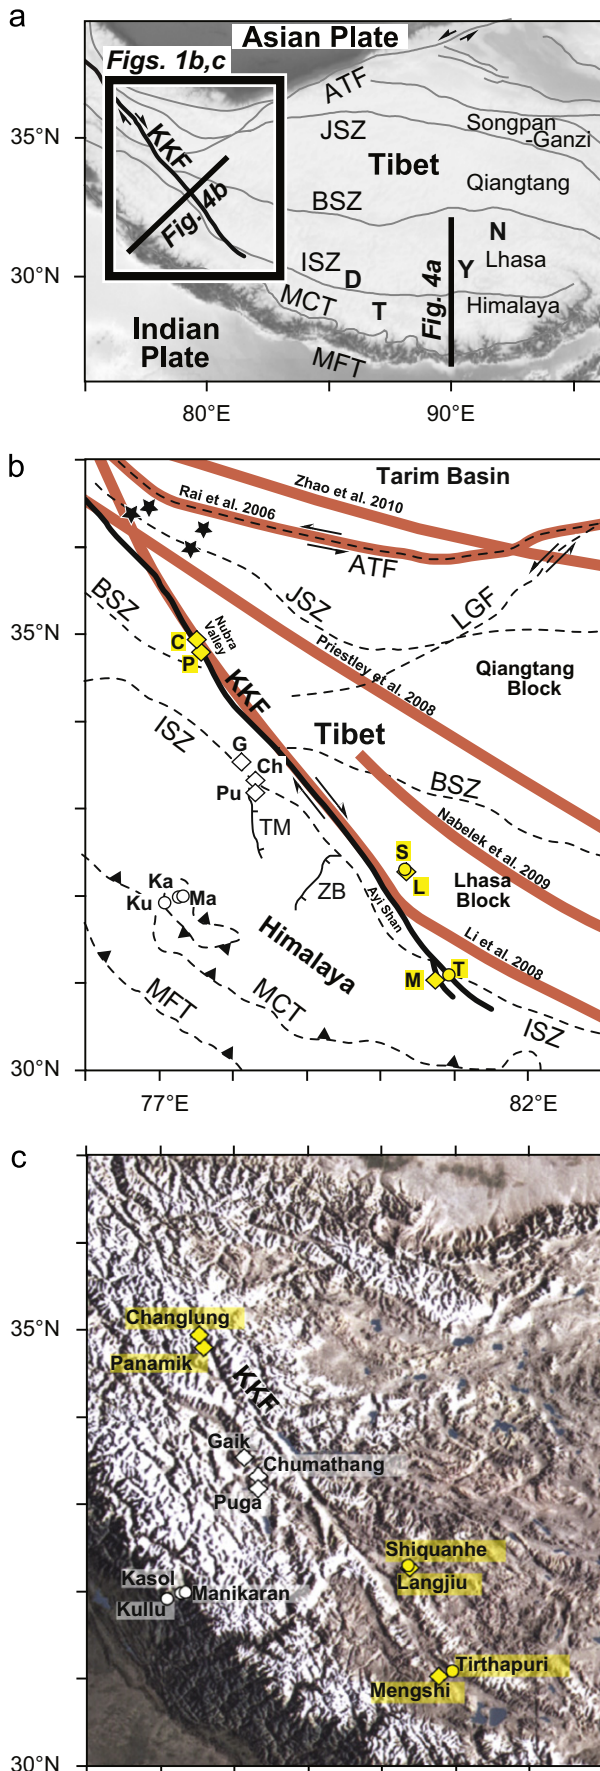 a
Asian Plate
Figs. 1b,c
ATF
35°N
KKF
JSZ
Songpan
-Ganzi
Tibet
Qiangtang
BSZ
Fig. 4b
N
ISZ
D
Y
Lhasa
30°N
MCT
T
Fig. 4a
Himalaya
Indian
Plate
MFT
80°E
90°E
b
Tarim Basin
Zhao et al. 2010
Rai et al. 2006
ATF
BSZ
JSZ
LGF
35°N
C
Nubra
Valley
P
Priestley et al. 2008
Qiangtang
Block
KKF
ISZ
Tibet
G
Ch
BSZ
Pu
TM
Nabelek et al. 2009
S
Ka
ZB
L
Lhasa
Block
Ku
Ma
Ayi Shan
Li et al. 2008
Himalaya
M
T
MFT
MCT
ISZ
30°N
77°E
82°E
c
Changlung
35°N
Panamik
KKF
Gaik
Chumathang
Puga
Shiquanhe
Kasol
Langjiu
Manikaran
Kullu
Tirthapuri
Mengshi
30°N